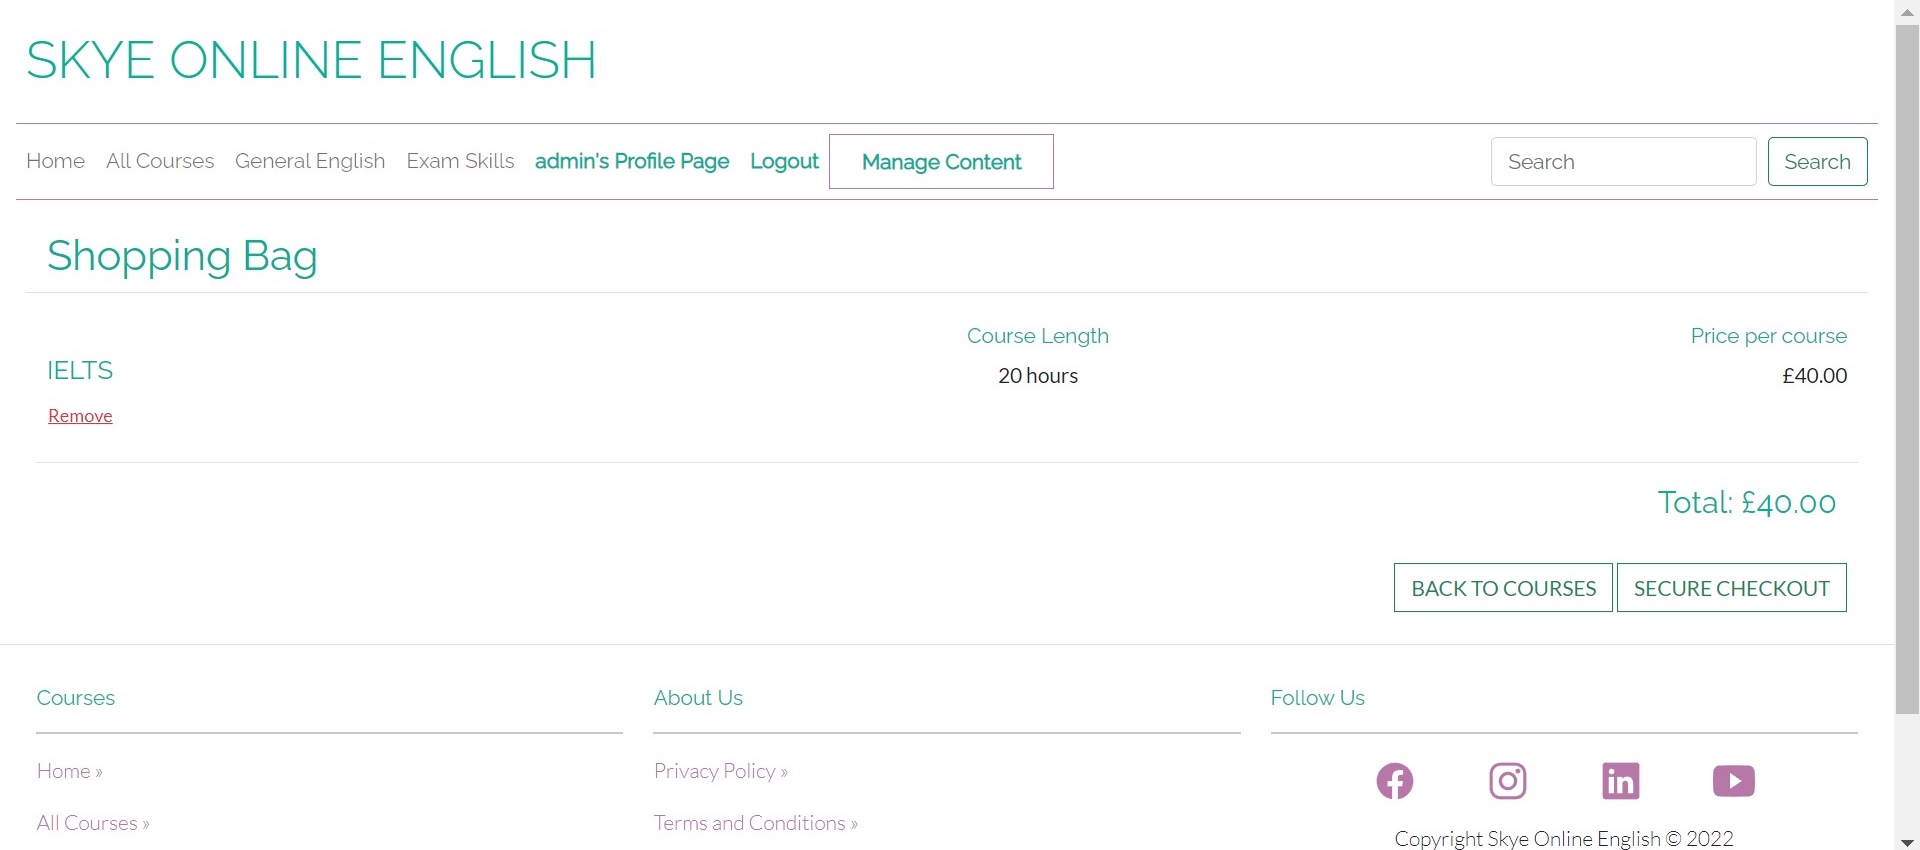 SKYE ONLINE ENGLISH
Home All Courses General English Exam Skills admin's Profile Page Logout Manage Content Search Search
Shopping Bag
Course Length Price per course
IELTS
20 hours £40.00
Remove
Total: £40.00
BACK TO COURSES SECURE CHECKOUT
Courses About Us Follow Us
Home » Privacy Policy »
All Courses » Terms and Conditions »
Copyright Skye Online English © 2022